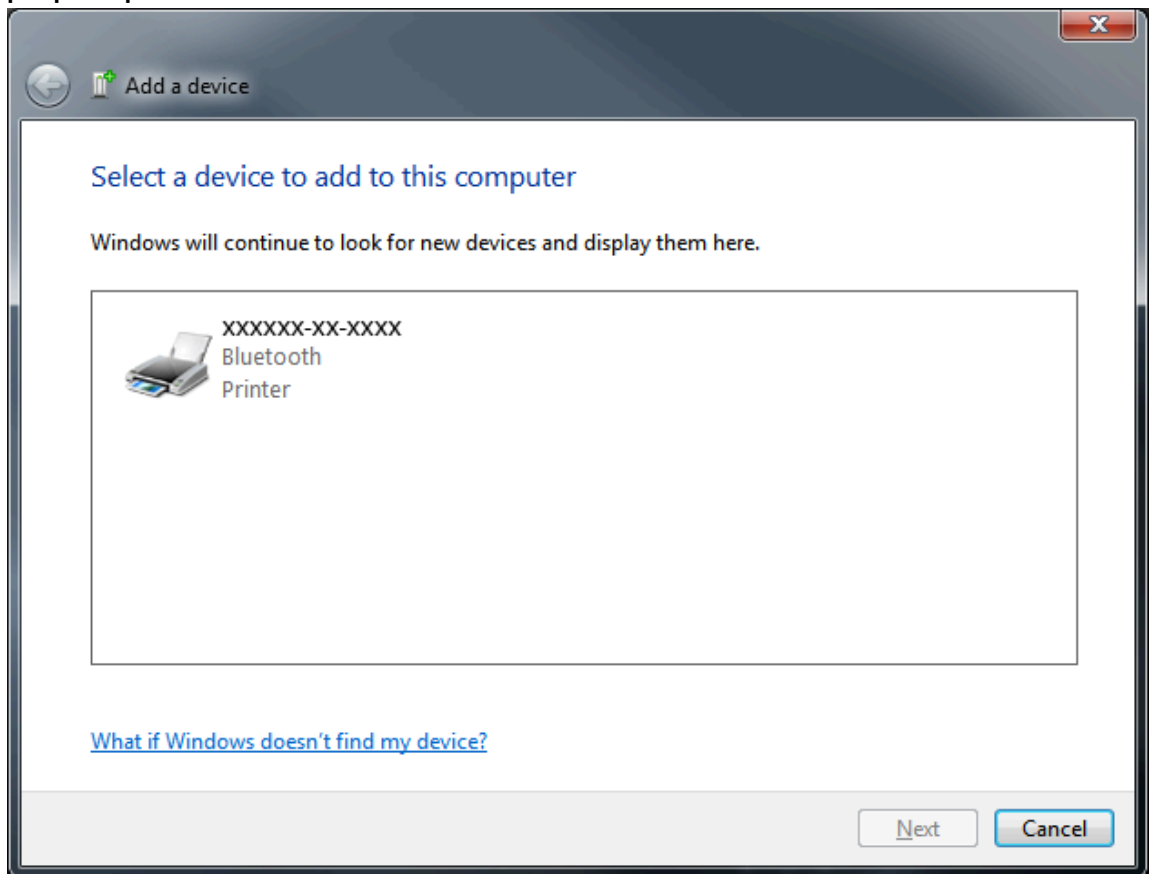 X
Add a device
Select a device to add to this computer
Windows will continue to look for new devices and display them here.
XXXXXX-XX-XXXX
Bluetooth
Printer
What if Windows doesn't find my device?
Next
Cancel